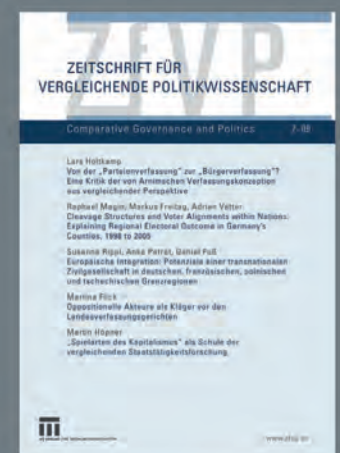 ZfVP
ZEITSCHRIFT FÜR
VERGLEICHENDE POLITIKWISSENSCHAFT
Comparative Governance and Politics
Lars Holtkamp
Von der „Parteienverfassung“ zur „Bürgerverfassung“?
Eine Kritik der von Arnimschen Verfassungskonzeption
aus vergleichender Perspektive
Raphael Magin, Markus Freitag, Adrian Vatter
Cleavage Structures and Voter Alignments within Nations:
Explaining Regional Electoral Outcome in Germany's
Counties, 1998 to 2005
Susanne Rippl, Anke Petrat, Daniel Fuß
Europäische Integration: Potenziale einer transnationalen
Zivilgesellschaft in deutschen, französischen, polnischen
und tschechischen Grenzregionen
Martina Flick
Oppositionelle Akteure als Kläger vor den
Landesverfassungsgerichten
Martin Höpner
„Spielarten des Kapitalismus“ als Schule der
vergleichenden Staatstätigkeitsforschung
www.zfvp.eu